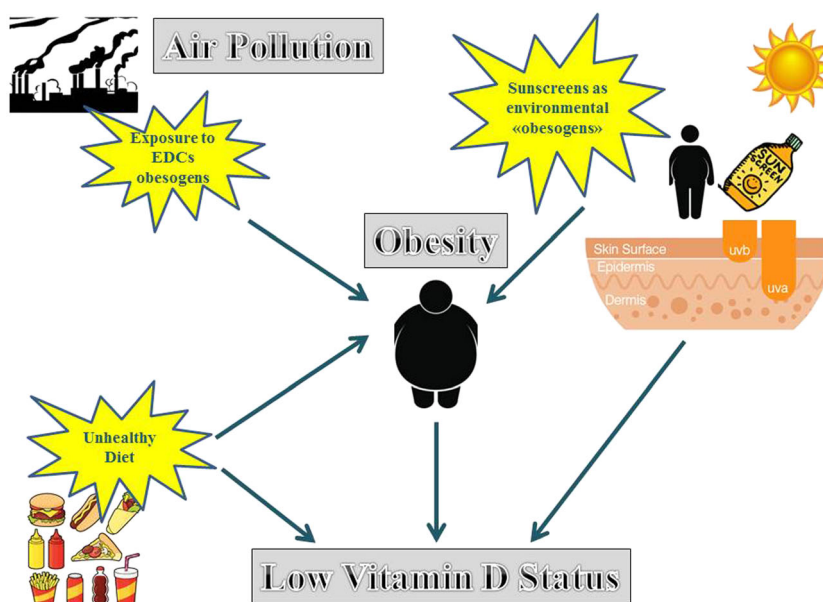 Air Pollution
Sunscreens as
environmental
«obesogens»
Exposure to
EDCs
obesogens
SUN
SCREEN
Obesity
Skin Surface
uvb
Epidermis
uva
Dermis
Unhealthy
Diet
Low Vitamin D Status